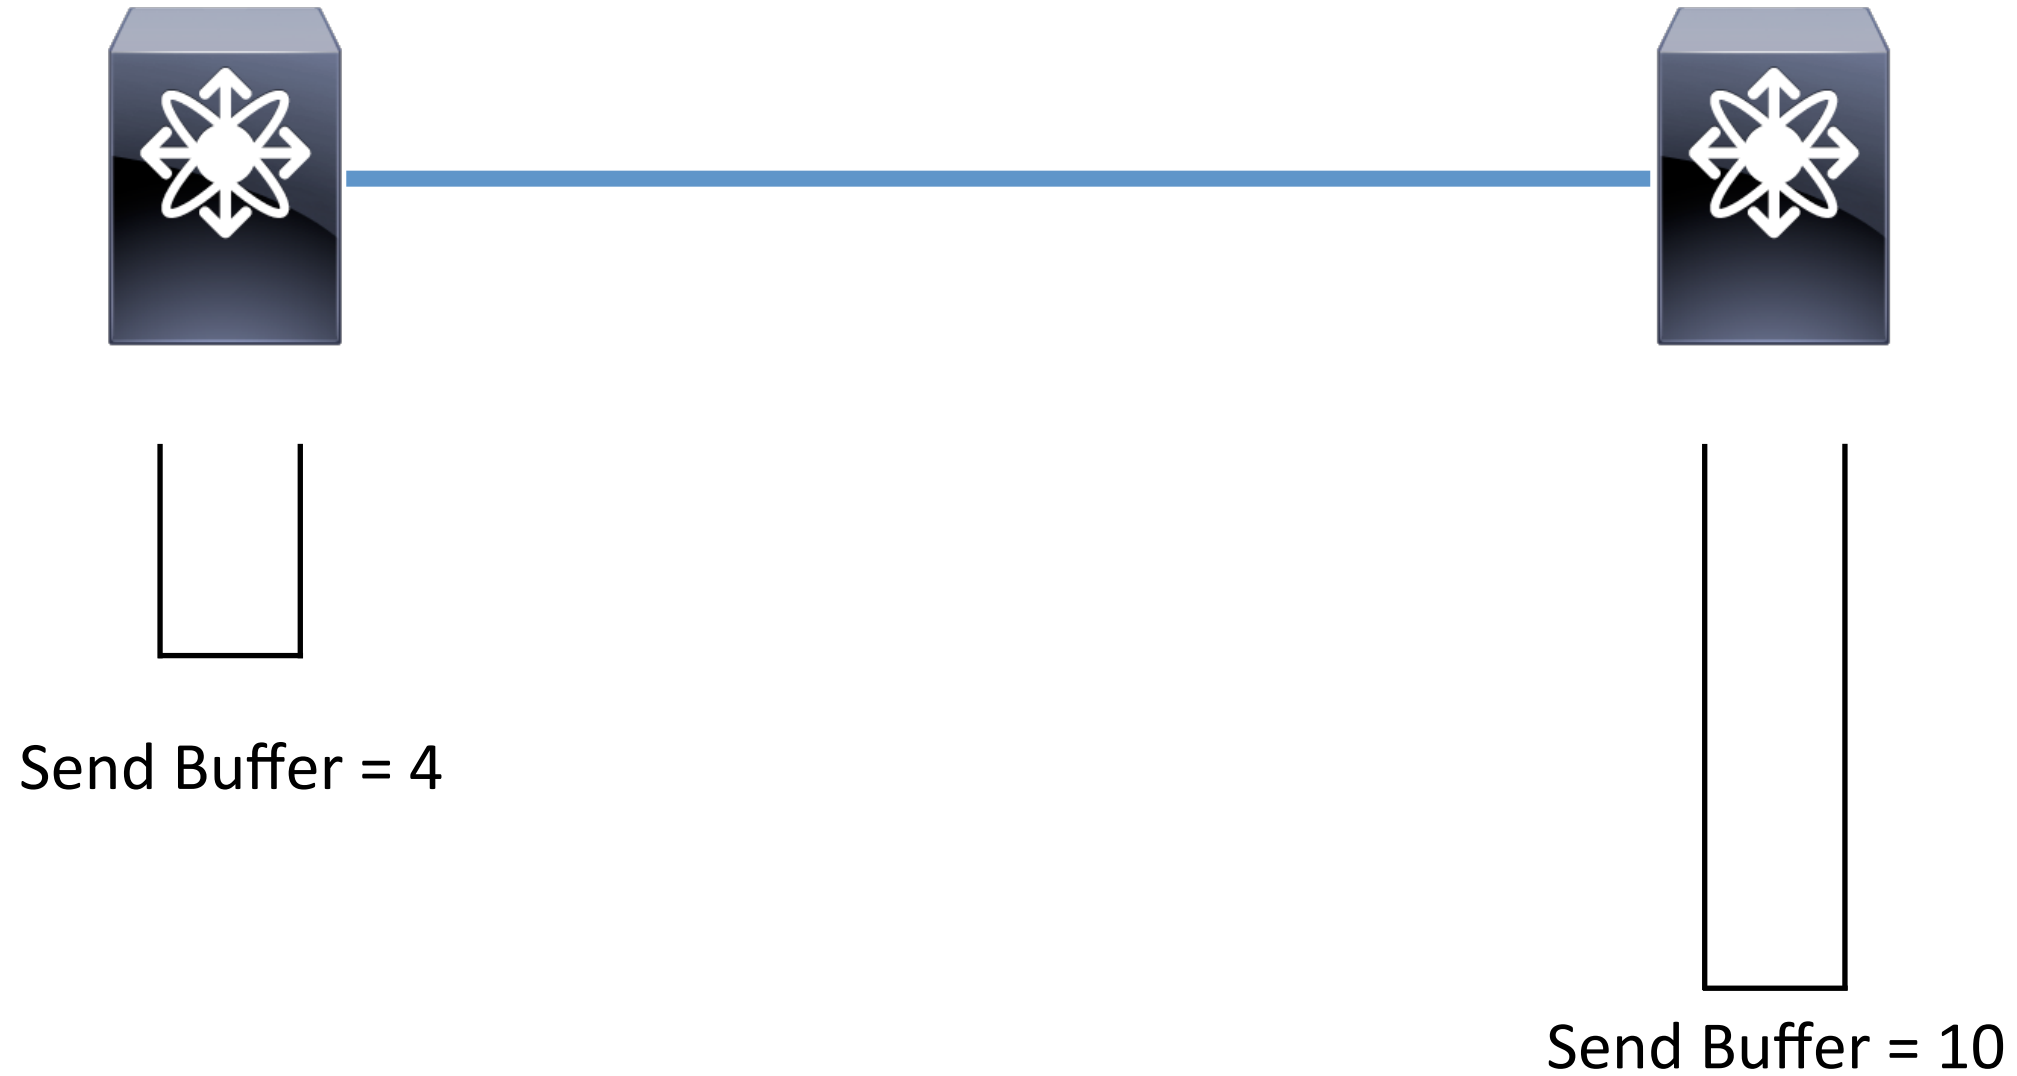 Send Buffer = 4
Send Buffer = 10